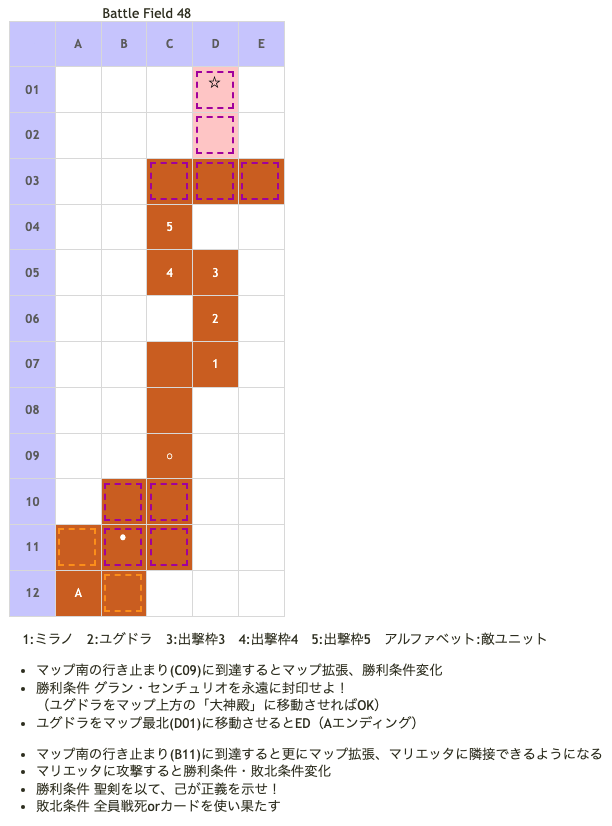 Battle Field 48
A B C D E
01 ☆
02
03
04 5
05 4 3
06 2
07 1
08
09 ○
10
11 ●
12 A
1:ミラノ 2:ユグドラ 3:出撃枠3 4:出撃枠4 5:出撃枠5 アルファベット:敵ユニット
• マップ南の行き止まり(C09)に到達するとマップ拡張、勝利条件変化
• 勝利条件 グラン・センチュリオを永遠に封印せよ！
（ユグドラをマップ上方の「大神殿」に移動させればOK）
• ユグドラをマップ最北(D01)に移動させるとED（Aエンディング）
• マップ南の行き止まり(B11)に到達すると更にマップ拡張、マリエッタに隣接できるようになる
• マリエッタに攻撃すると勝利条件・敗北条件変化
• 勝利条件 聖剣を以て、己が正義を示せ！
• 敗北条件 全員戦死orカードを使い果たす